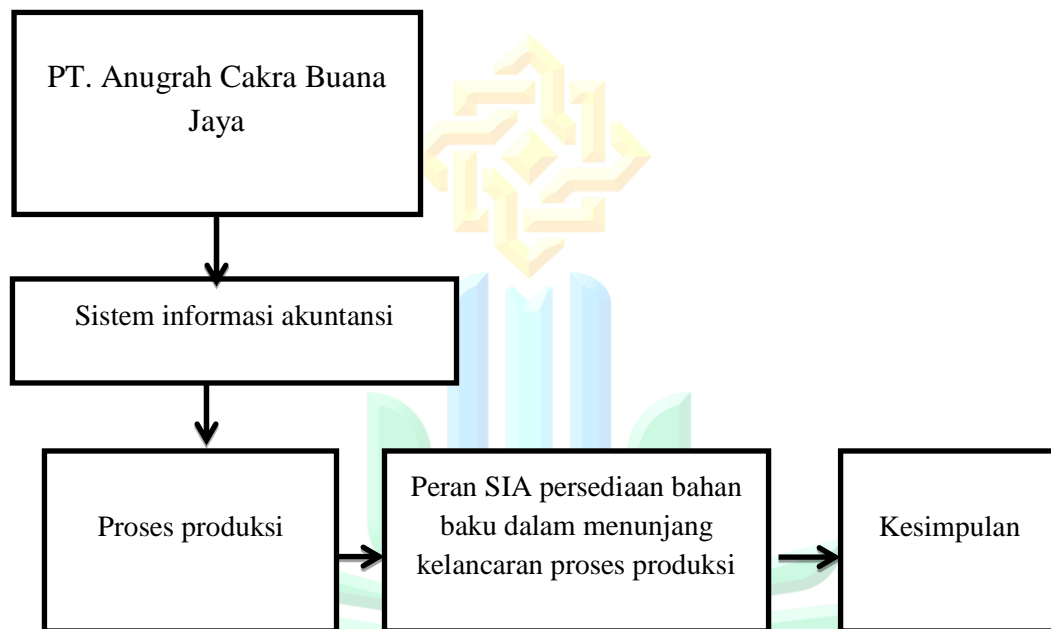 PT. Anugrah Cakra Buana
Jaya
Sistem informasi akuntansi
Proses produksi
Peran SIA persediaan bahan
baku dalam menunjang
kelancaran proses produksi
Kesimpulan